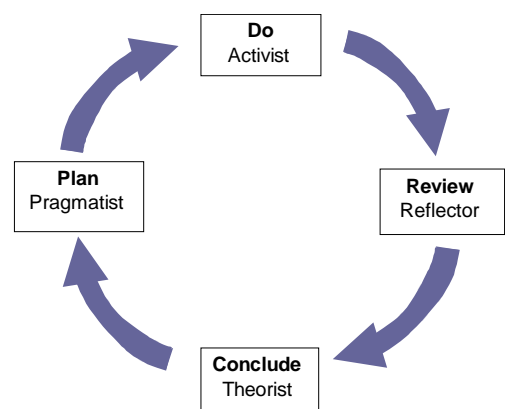 Do
Activist
Review
Reflector
Conclude
Theorist
Plan
Pragmatist